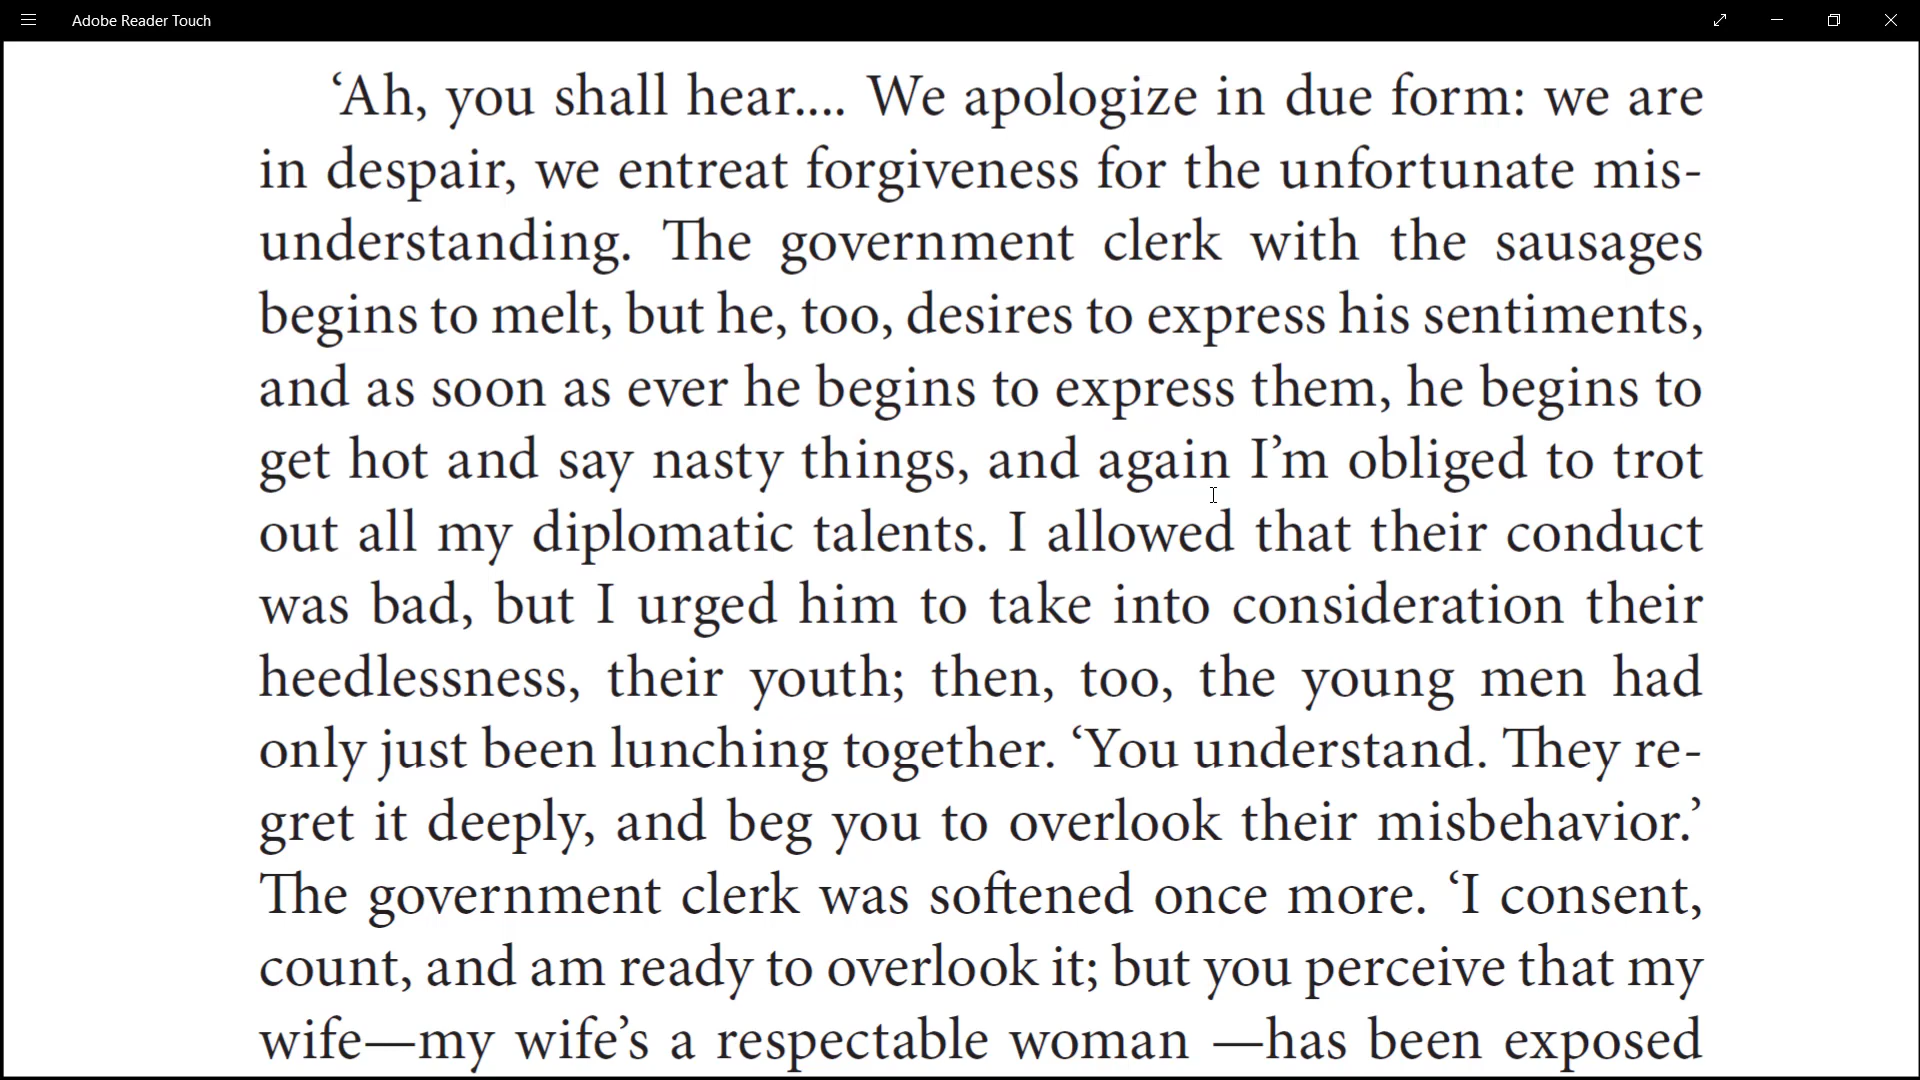 Adobe Reader Touch
‘Ah, you shall hear.... We apologize in due form: we are
in despair, we entreat forgiveness for the unfortunate mis-
understanding. The government clerk with the sausages
begins to melt, but he, too, desires to express his sentiments,
and as soon as ever he begins to express them, he begins to
get hot and say nasty things, and again I’m obliged to trot
out all my diplomatic talents. I allowed that their conduct
was bad, but I urged him to take into consideration their
heedlessness, their youth; then, too, the young men had
only just been lunching together. ‘You understand. They re-
gret it deeply, and beg you to overlook their misbehavior.’
The government clerk was softened once more. ‘I consent,
count, and am ready to overlook it; but you perceive that my
wife—my wife’s a respectable woman —has been exposed